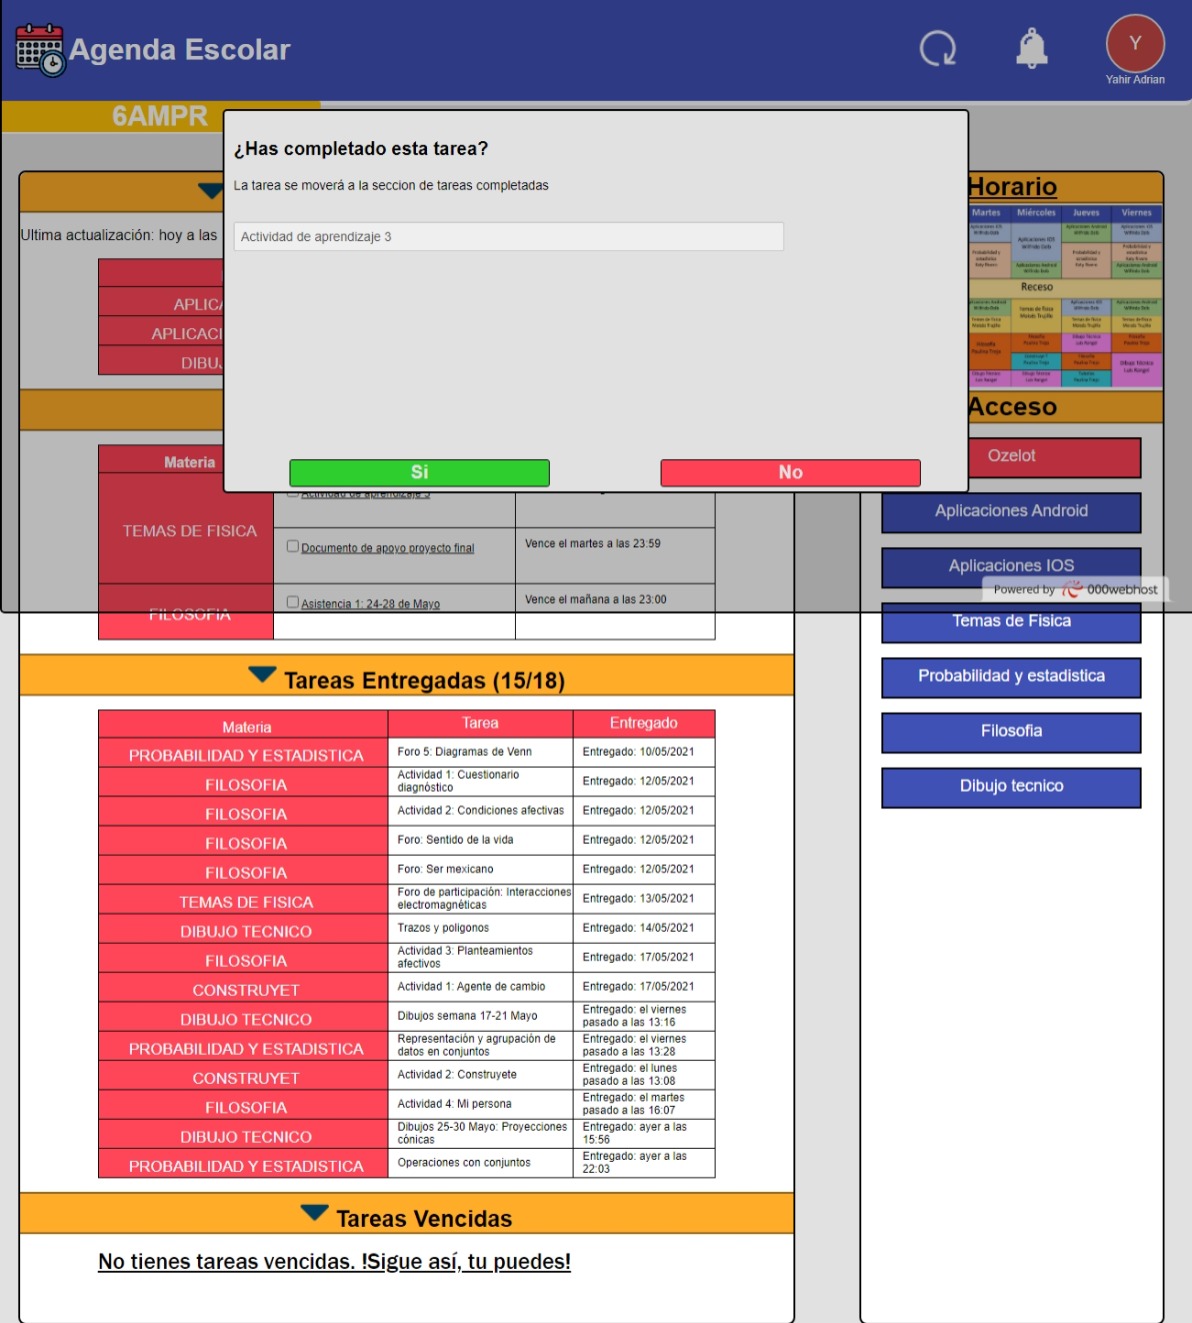 Agenda Escolar
Y
Yahir Adrian
6AMPR
¿Has completado esta tarea?
La tarea se moverá a la seccion de tareas completadas
Actividad de aprendizaje 3
Si
No
Ultima actualización: hoy a las
APLICA
APLICACI
DIBUJ
Materia
TEMAS DE FISICA
Actividad de aprendizaje 3
Documento de apoyo proyecto final
Vence el martes a las 23:59
FILOSOFIA
Asistencia 1: 24-28 de Mayo
Vence el mañana a las 23:00
Tareas Entregadas (15/18)
Materia
Tarea
Entregado
PROBABILIDAD Y ESTADISTICA
Foro 5: Diagramas de Venn
Entregado: 10/05/2021
FILOSOFIA
Actividad 1: Cuestionario
diagnóstico
Entregado: 12/05/2021
FILOSOFIA
Actividad 2: Condiciones afectivas
Entregado: 12/05/2021
FILOSOFIA
Foro: Sentido de la vida
Entregado: 12/05/2021
FILOSOFIA
Foro: Ser mexicano
Entregado: 12/05/2021
TEMAS DE FISICA
Foro de participación: Interacciones
electromagnéticas
Entregado: 13/05/2021
DIBUJO TECNICO
Trazos y poligonos
Entregado: 14/05/2021
FILOSOFIA
Actividad 3: Planteamientos
afectivos
Entregado: 17/05/2021
CONSTRUYET
Actividad 1: Agente de cambio
Entregado: 17/05/2021
DIBUJO TECNICO
Dibujos semana 17-21 Mayo
Entregado: el viernes
pasado a las 13:16
PROBABILIDAD Y ESTADISTICA
Representación y agrupación de
datos en conjuntos
Entregado: el viernes
pasado a las 13:28
CONSTRUYET
Actividad 2: Construyete
Entregado: el lunes
pasado a las 13:08
FILOSOFIA
Actividad 4: Mi persona
Entregado: el martes
pasado a las 16:07
DIBUJO TECNICO
Dibujos 25-30 Mayo: Proyecciones
cónicas
Entregado: ayer a las
15:56
PROBABILIDAD Y ESTADISTICA
Operaciones con conjuntos
Entregado: ayer a las
22:03
Tareas Vencidas
No tienes tareas vencidas. !Sigue así, tu puedes!
Horario
Martes Miércoles Jueves Viernes
Receso
Acceso
Ozelot
Aplicaciones Android
Aplicaciones IOS
Powered by 000webhost
Temas de Fisica
Probabilidad y estadistica
Filosofia
Dibujo tecnico